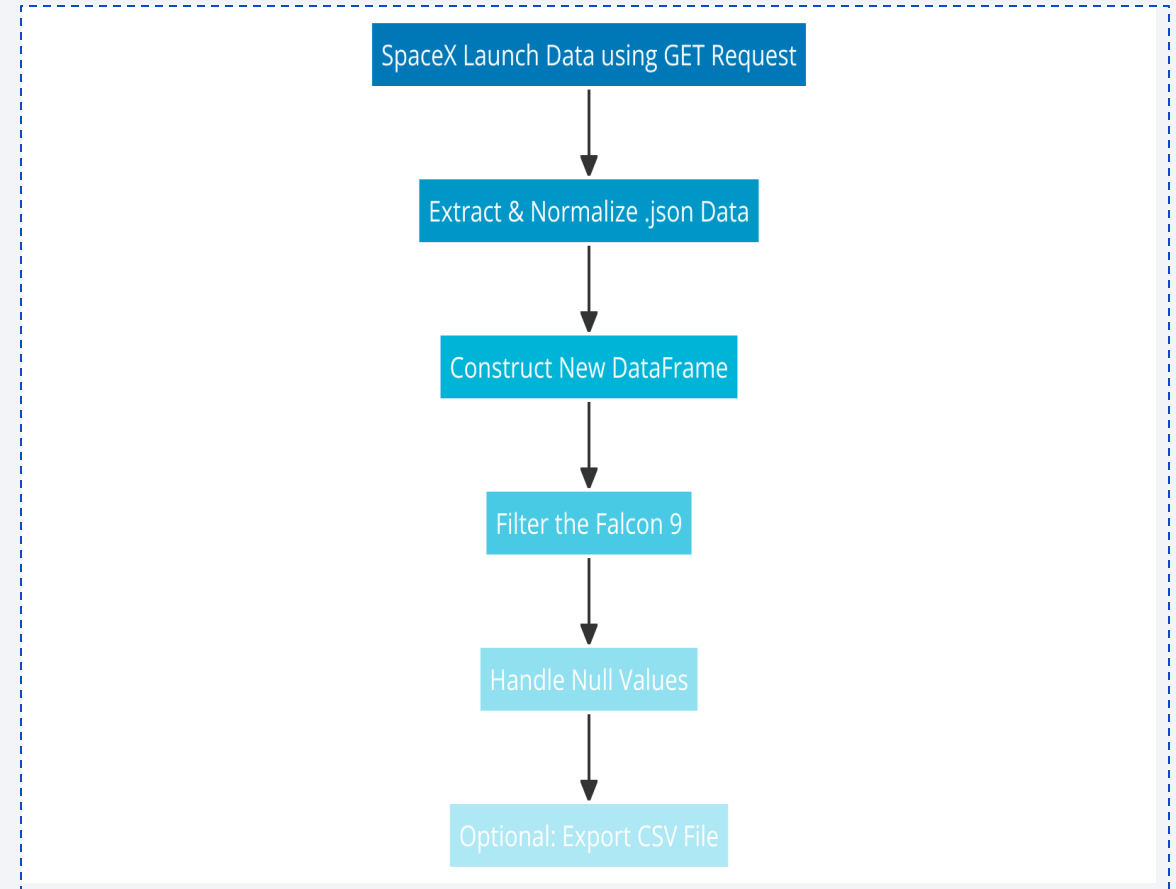 SpaceX Launch Data using GET Request
Extract & Normalize .json Data
Construct New DataFrame
Filter the Falcon 9
Handle Null Values
Optional: Export CSV File